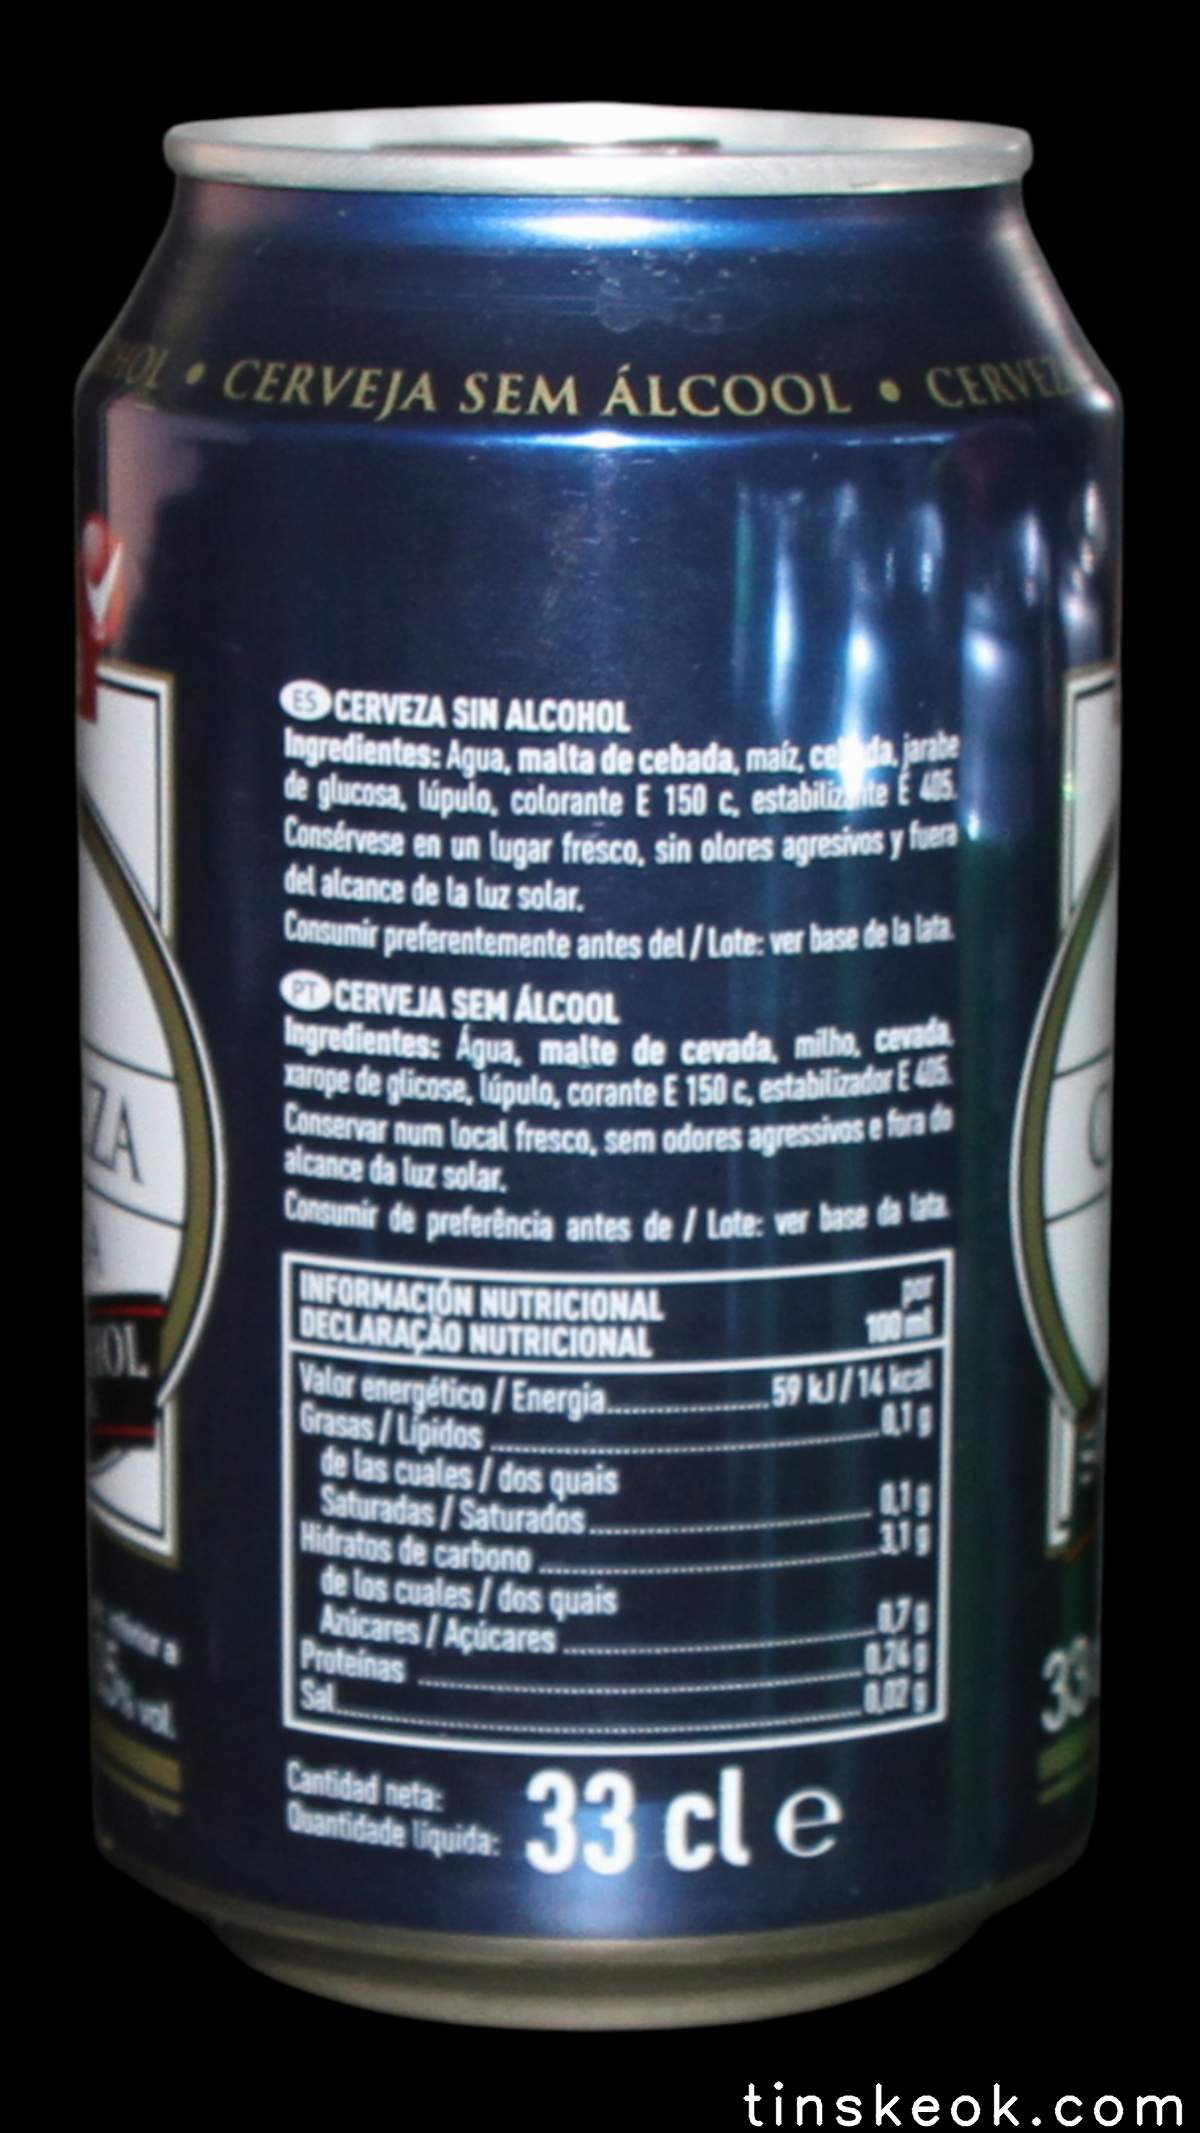 • CERVEJA SEM ÁLCOOL • CERVEZ
ES CERVEZA SIN ALCOHOL
Ingredientes: Agua, malta de cebada, maíz, cebada, jarabe
de glucosa, lúpulo, colorante E 150 c, estabilizante E 405.
Consérvese en un lugar fresco, sin olores agresivos y fuera
del alcance de la luz solar.
Consumir preferentemente antes del / Lote: ver base de la lata.
PT CERVEJA SEM ÁLCOOL
Ingredientes: Água, malte de cevada, milho, cevada,
xarope de glicose, lúpulo, corante E 150 c, estabilizador E 405.
Conservar num local fresco, sem odores agressivos e fora do
alcance da luz solar.
Consumir de preferência antes de / Lote: ver base da lata.
INFORMACIÓN NUTRICIONAL
DECLARAÇÃO NUTRICIONAL
por
100 ml
Valor energético / Energia 59 kJ / 14 kcal
Grasas / Lípidos 0,1 g
de las cuales / dos quais
Saturadas / Saturados 0,1 g
Hidratos de carbono 3,1 g
de los cuales / dos quais
Azúcares / Açúcares 0,7 g
Proteínas 0,24 g
Sal 0,02 g
Cantidad neta:
Quantidade líquida:
33 cl e
ZA
HOL
vol.
33
tinskeok.com